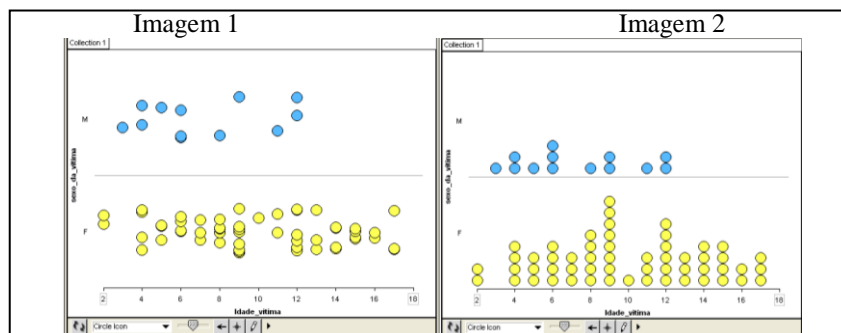 Imagem 1
Imagem 2
Collection 1
M
F
sexo_da_vitima
2 4 6 8 10 12 14 16 18
Idade_vitima
Circle Icon
Collection 1
M
F
sexo_da_vitima
2 4 6 8 10 12 14 16 18
Idade_vitima
Circle Icon